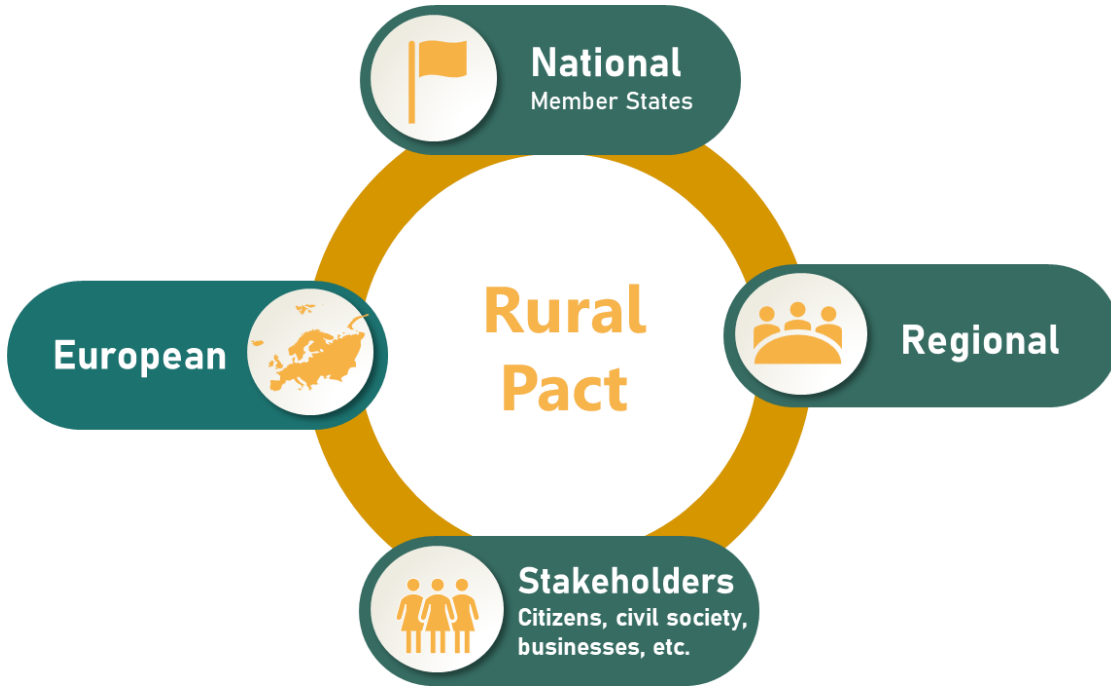 National
Member States
European
Rural
Pact
Regional
Stakeholders
Citizens, civil society,
businesses, etc.